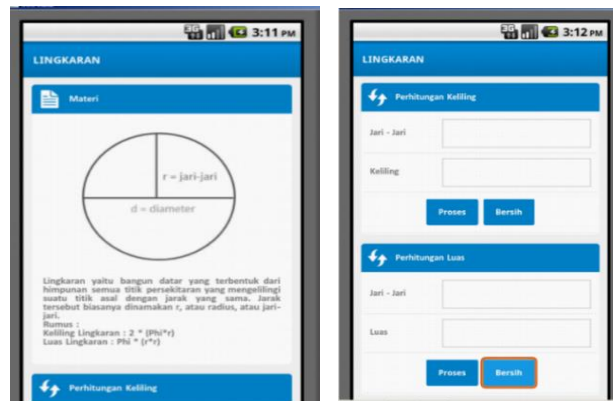 3G 3:11 PM
LINGKARAN
Materi
r = jari-jari
d = diameter
Lingkaran yaitu bangun datar yang terbentuk dari
himpunan semua titik persekitaran yang mengelilingi
suatu titik asal dengan jarak yang sama. Jarak
tersebut biasanya dinamakan r, atau radius, atau jari-
jari.
Rumus :
Keliling Lingkaran : 2 * (Phi*r)
Luas Lingkaran : Phi * (r*r)
Perhitungan Keliling
3G 3:12 PM
LINGKARAN
Perhitungan Keliling
Jari - Jari
Keliling
Proses Bersih
Perhitungan Luas
Jari - Jari
Luas
Proses Bersih